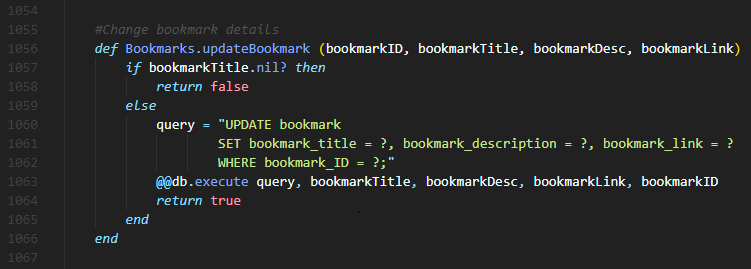 1054
1055 #Change bookmark details
1056 def Bookmarks.updateBookmark (bookmarkID, bookmarkTitle, bookmarkDesc, bookmarkLink)
1057 if bookmarkTitle.nil? then
1058 return false
1059 else
1060 query = "UPDATE bookmark
1061 SET bookmark_title = ?, bookmark_description = ?, bookmark_link = ?
1062 WHERE bookmark_ID = ?;"
1063 @@db.execute query, bookmarkTitle, bookmarkDesc, bookmarkLink, bookmarkID
1064 return true
1065 end
1066 end
1067